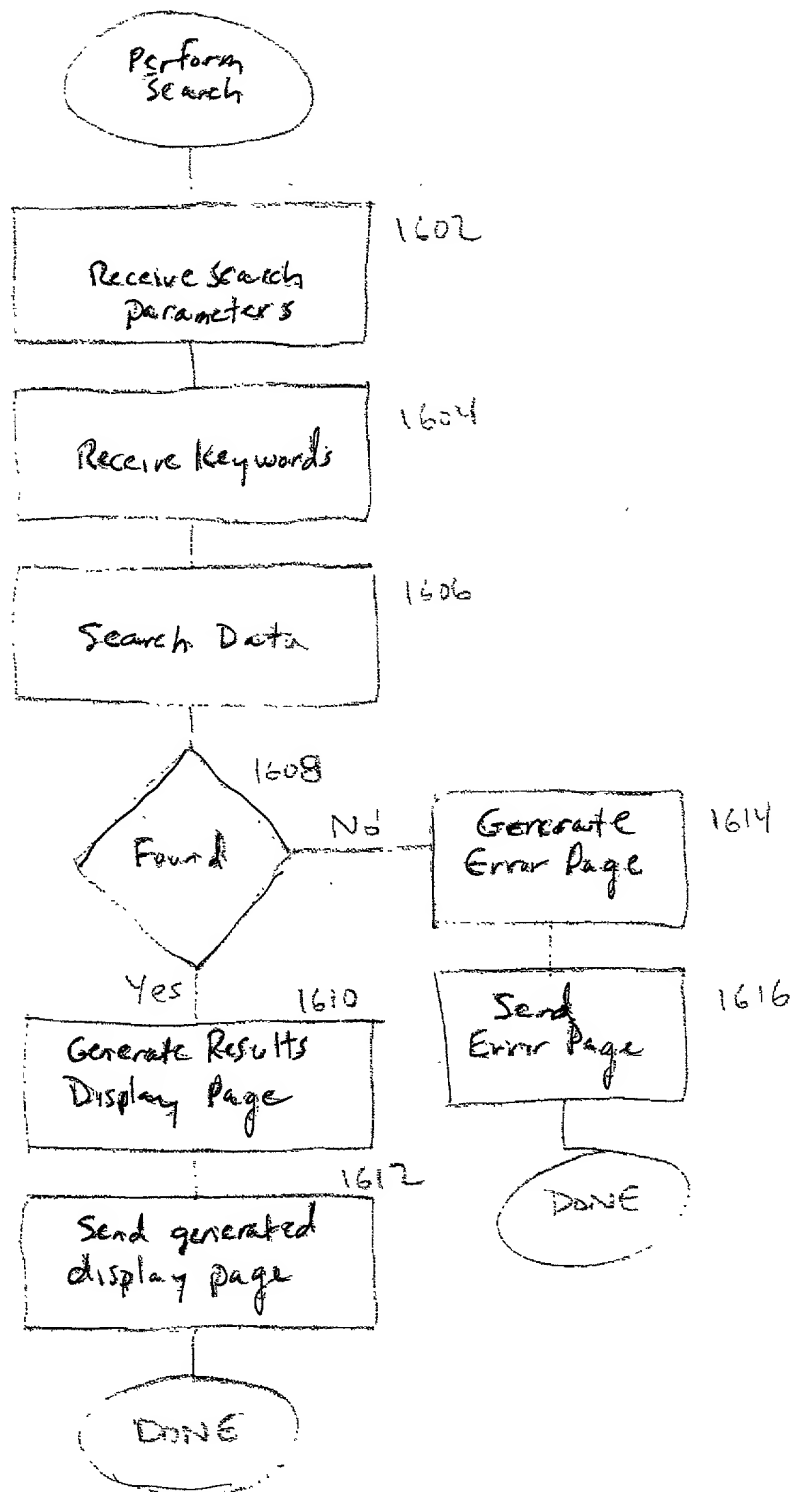 Perform
Search
1602
Receive Search
parameters
1604
Receive Keywords
1606
Search Data
1608
Found
No
Generate
Error Page
1614
Yes
1610
Generate Results
Display Page
Send
Error Page
1616
1612
Send generated
display page
DONE
DONE